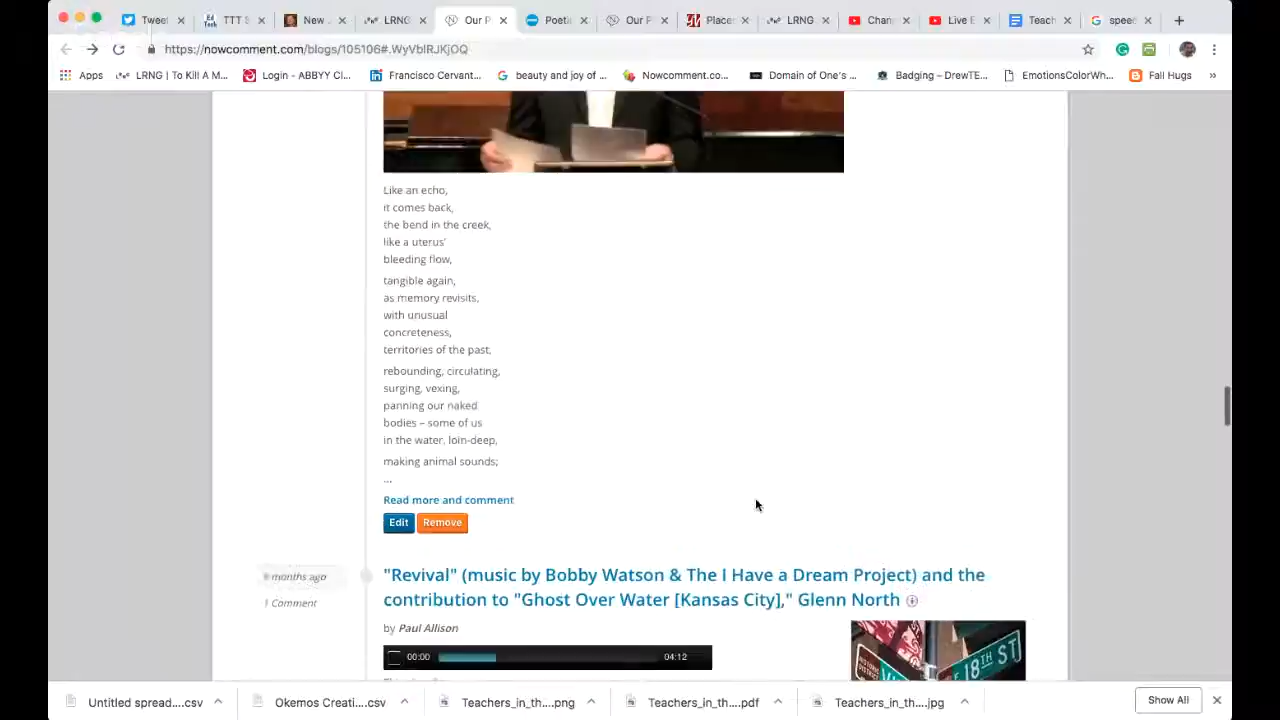 Tweet
TTT S
New .
LRNG
Our P
Poetic
Our P
Placer
LRNG
Chan
Live E
Teach
speec
https://nowcomment.com/blogs/105106#.WyVblRJKjOQ
Apps
LRNG | To Kill A M...
Login - ABBYY Cl...
Francisco Cervant...
beauty and joy of ...
Nowcomment.co...
Domain of One's ...
Badging – DrewTE...
EmotionsColorWh...
Fall Hugs
»
Like an echo,
it comes back,
the bend in the creek,
like a uterus'
bleeding flow,
tangible again,
as memory revisits,
with unusual
concreteness,
territories of the past,
rebounding, circulating,
surging, vexing,
panning our naked
bodies – some of us
in the water, loin-deep,
making animal sounds;
...
Read more and comment
Edit Remove
9 months ago
1 Comment
"Revival" (music by Bobby Watson & The I Have a Dream Project) and the
contribution to "Ghost Over Water [Kansas City]," Glenn North
by Paul Allison
00:00 04:12
18TH ST
Untitled spread....csv
Okemos Creati....csv
Teachers_in_th....png
Teachers_in_th....pdf
Teachers_in_th....jpg
Show All